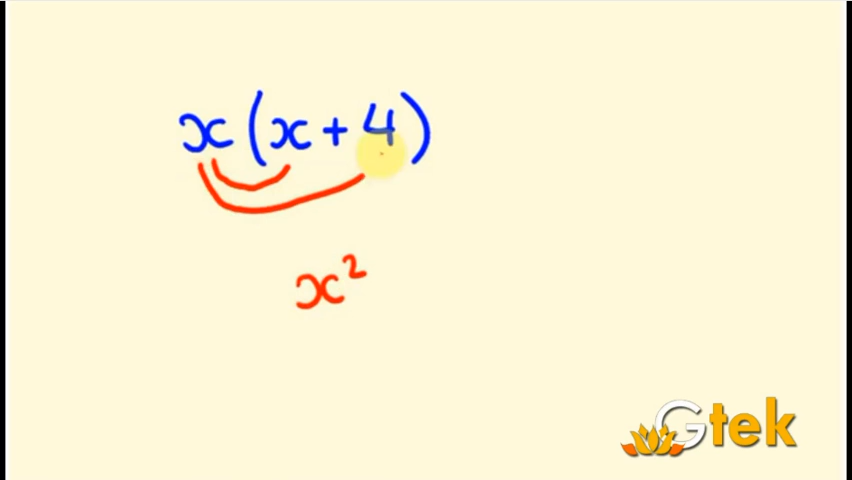 x(x+4)
x²
Gtek